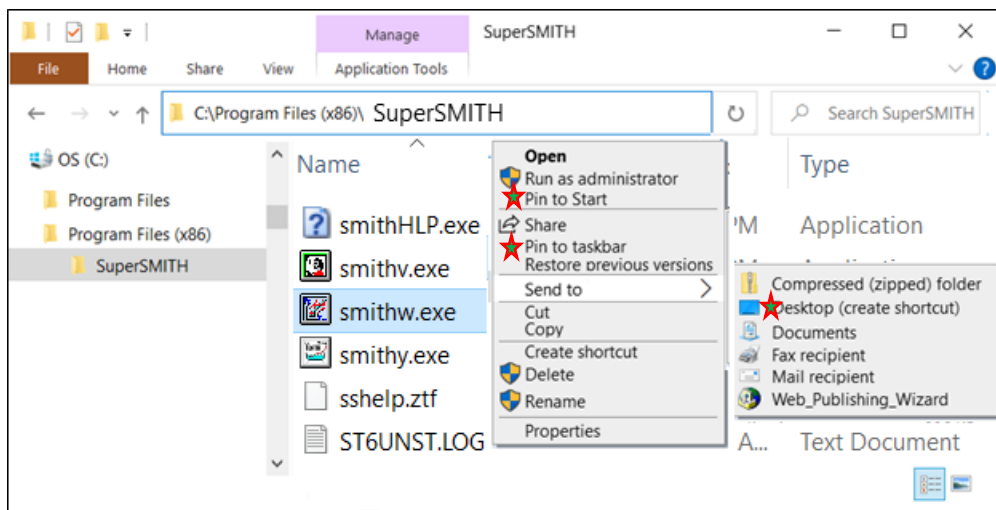 Manage
SuperSMITH
File
Home
Share
View
Application Tools
?
C:\Program Files (x86)\\ SuperSMITH
Search SuperSMITH
OS (C:)
Program Files
Program Files (x86)
SuperSMITH
Name
Type
smithHLP.exe
PM
Application
smithv.exe
smithw.exe
smithy.exe
sshelp.ztf
ST6UNST.LOG
A...
Text Document
Open
Run as administrator
Pin to Start
Share
Pin to taskbar
Restore previous versions
Send to
Cut
Copy
Create shortcut
Delete
Rename
Properties
Compressed (zipped) folder
Desktop (create shortcut)
Documents
Fax recipient
Mail recipient
Web_Publishing_Wizard